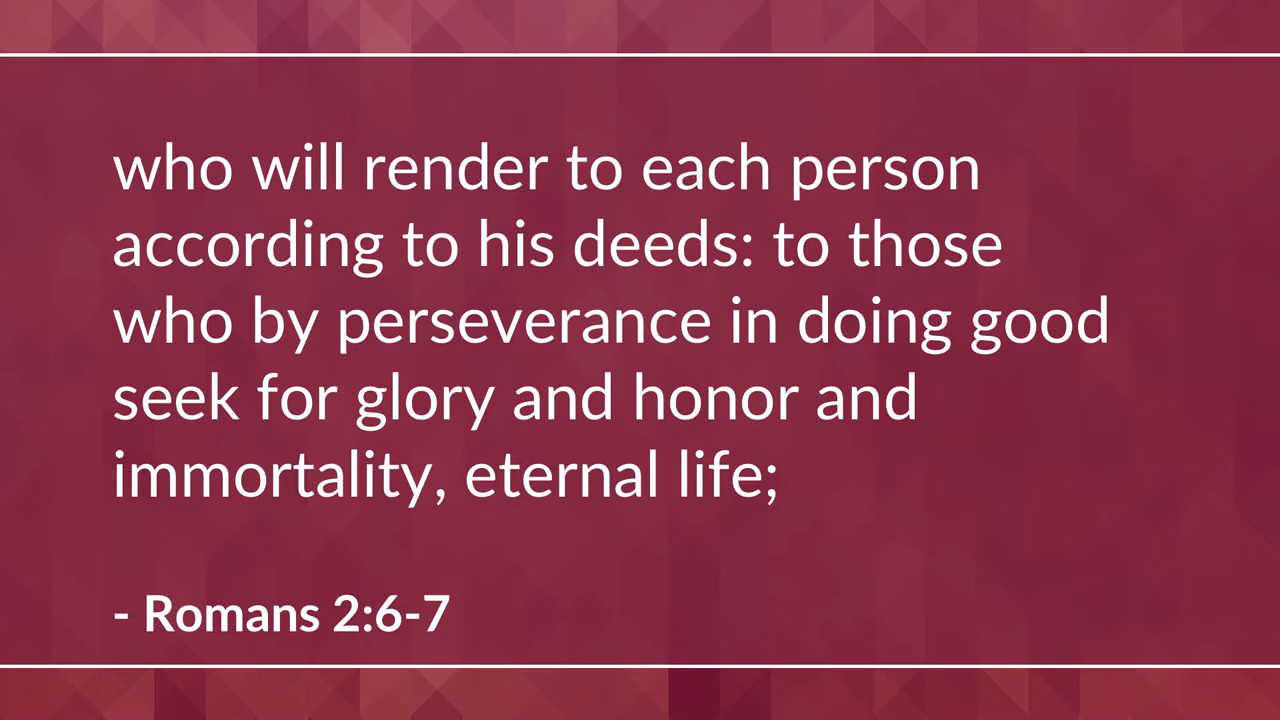 who will render to each person
according to his deeds: to those
who by perseverance in doing good
seek for glory and honor and
immortality, eternal life;
- Romans 2:6-7